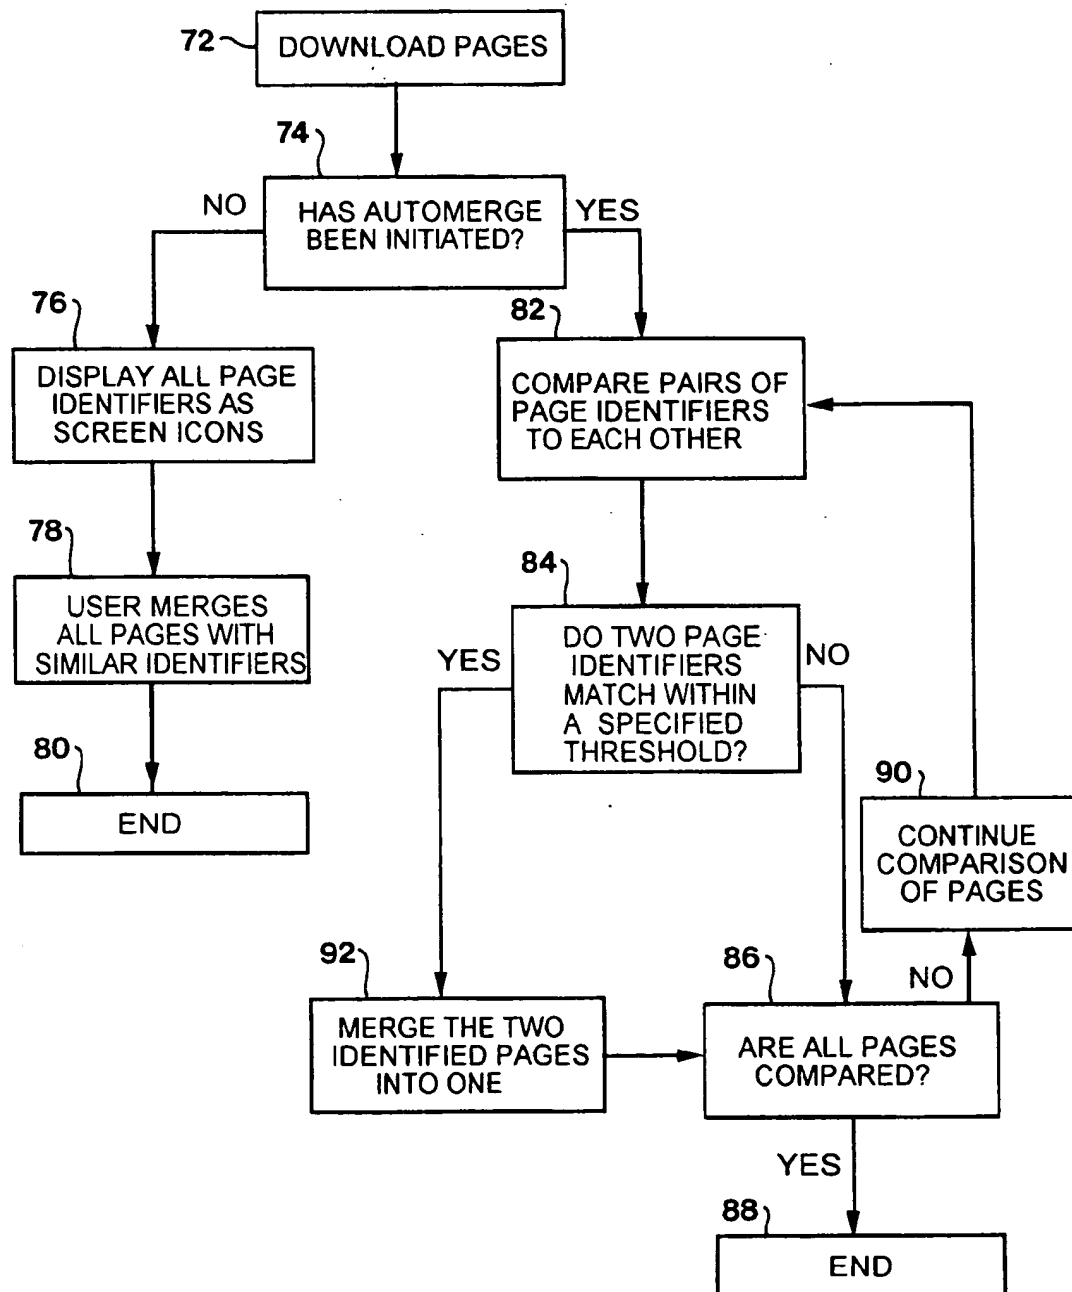 72
DOWNLOAD PAGES
74
NO
HAS AUTOMERGE
BEEN INITIATED?
YES
76
DISPLAY ALL PAGE
IDENTIFIERS AS
SCREEN ICONS
82
COMPARE PAIRS OF
PAGE IDENTIFIERS
TO EACH OTHER
78
USER MERGES
ALL PAGES WITH
SIMILAR IDENTIFIERS
84
YES
DO TWO PAGE
IDENTIFIERS
MATCH WITHIN
A SPECIFIED
THRESHOLD?
NO
80
END
90
CONTINUE
COMPARISON
OF PAGES
92
MERGE THE TWO
IDENTIFIED PAGES
INTO ONE
86
NO
ARE ALL PAGES
COMPARED?
YES
88
END